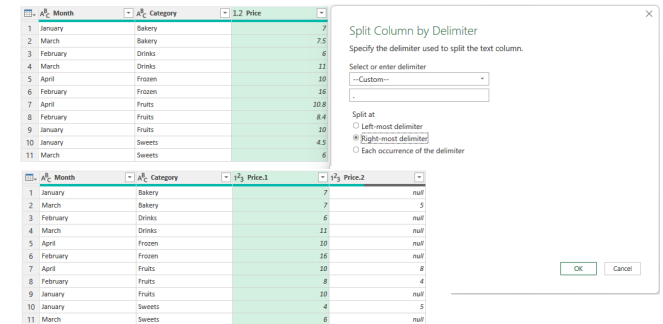 ABC Month ABC Category 1.2 Price
1 January Bakery 7
2 March Bakery 7.5
3 February Drinks 6
4 March Drinks 11
5 April Frozen 10
6 February Frozen 16
7 April Fruits 10.8
8 February Fruits 8.4
9 January Fruits 10
10 January Sweets 4.5
11 March Sweets 6
Split Column by Delimiter
Specify the delimiter used to split the text column.
Select or enter delimiter
--Custom--
.
Split at
Left-most delimiter
Right-most delimiter
Each occurrence of the delimiter
OK Cancel
ABC Month ABC Category 123 Price.1 123 Price.2
1 January Bakery 7 null
2 March Bakery 7 5
3 February Drinks 6 null
4 March Drinks 11 null
5 April Frozen 10 null
6 February Frozen 16 null
7 April Fruits 10 8
8 February Fruits 8 4
9 January Fruits 10 null
10 January Sweets 4 5
11 March Sweets 6 null